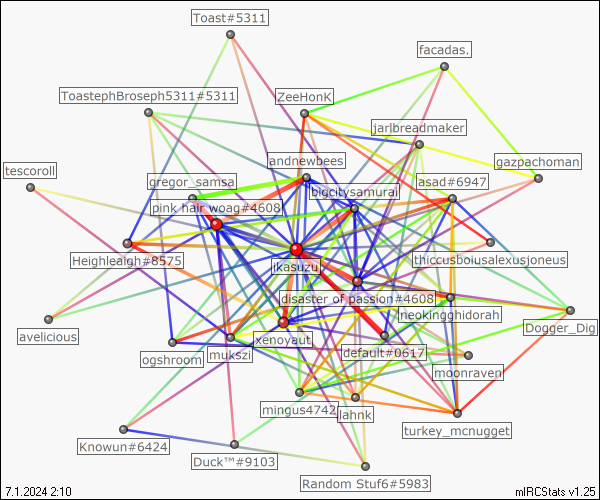 Toast#5311
facadas.
ToastephBroseph5311#5311
ZeeHonK
jarlbreadmaker
andnewbees
gazpachoman
tescoroll
gregor_samsa
bigcitysamurai
asad#6947
pink hair woag#4608
Heighleaigh#8575
jkasuzu
thiccusboiusalexusjoneus
disaster of passion#4608
neokingghidorah
Dogger_Dig
avelicious
xenoyaut
ogshroom
mukszi
default#0617
moonraven
mingus4742
lahnk
turkey_mcnugget
Knowun#6424
Duck™#9103
Random Stuf6#5983
7.1.2024 2:10
mIRCStats v1.25